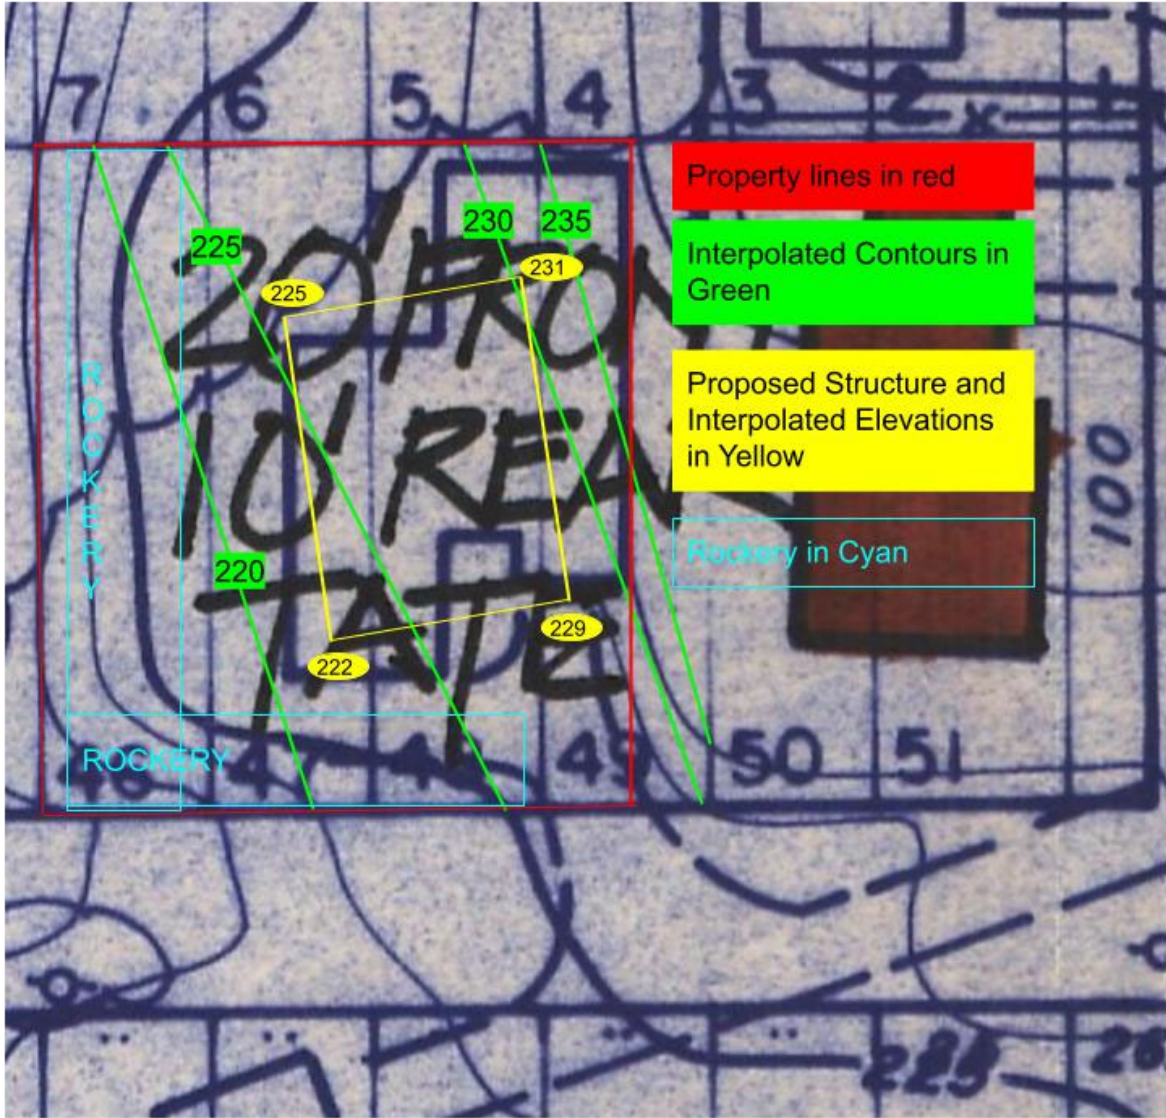 7 6 5 4 3 2 1
x
Property lines in red
230 235
225
Interpolated Contours in
Green
231
225
20' FRONT
Proposed Structure and
Interpolated Elevations
in Yellow
ROCKERY
10' REAR
100
Rockery in Cyan
220
TATE
229
222
ROCKERY
49 50 51